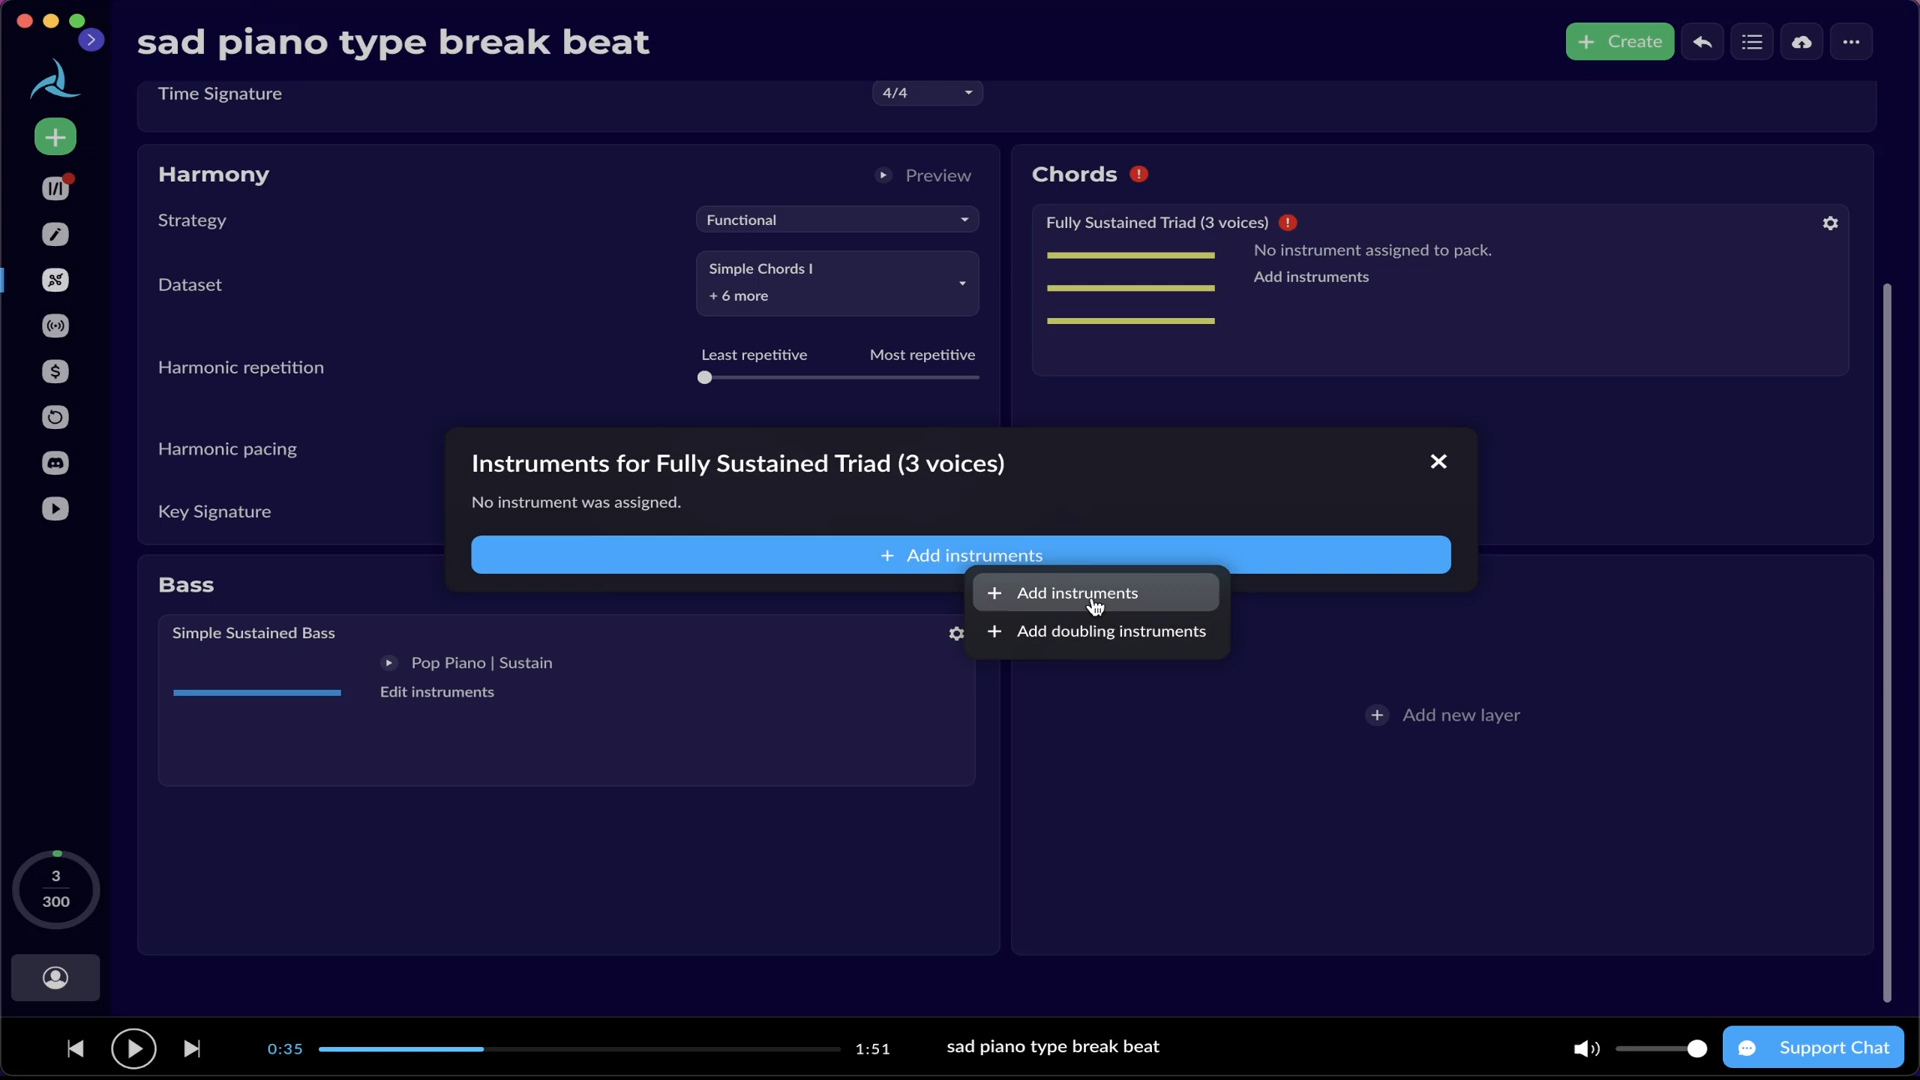 sad piano type break beat
+ Create
Time Signature
4/4
Harmony
Preview
Strategy
Functional
Dataset
Simple Chords I
+ 6 more
Harmonic repetition
Least repetitive
Most repetitive
Harmonic pacing
Key Signature
Chords
Fully Sustained Triad (3 voices)
No instrument assigned to pack.
Add instruments
Instruments for Fully Sustained Triad (3 voices)
No instrument was assigned.
+ Add instruments
+ Add instruments
+ Add doubling instruments
Bass
Simple Sustained Bass
Pop Piano | Sustain
Edit instruments
+ Add new layer
3
300
0:35
1:51
sad piano type break beat
Support Chat